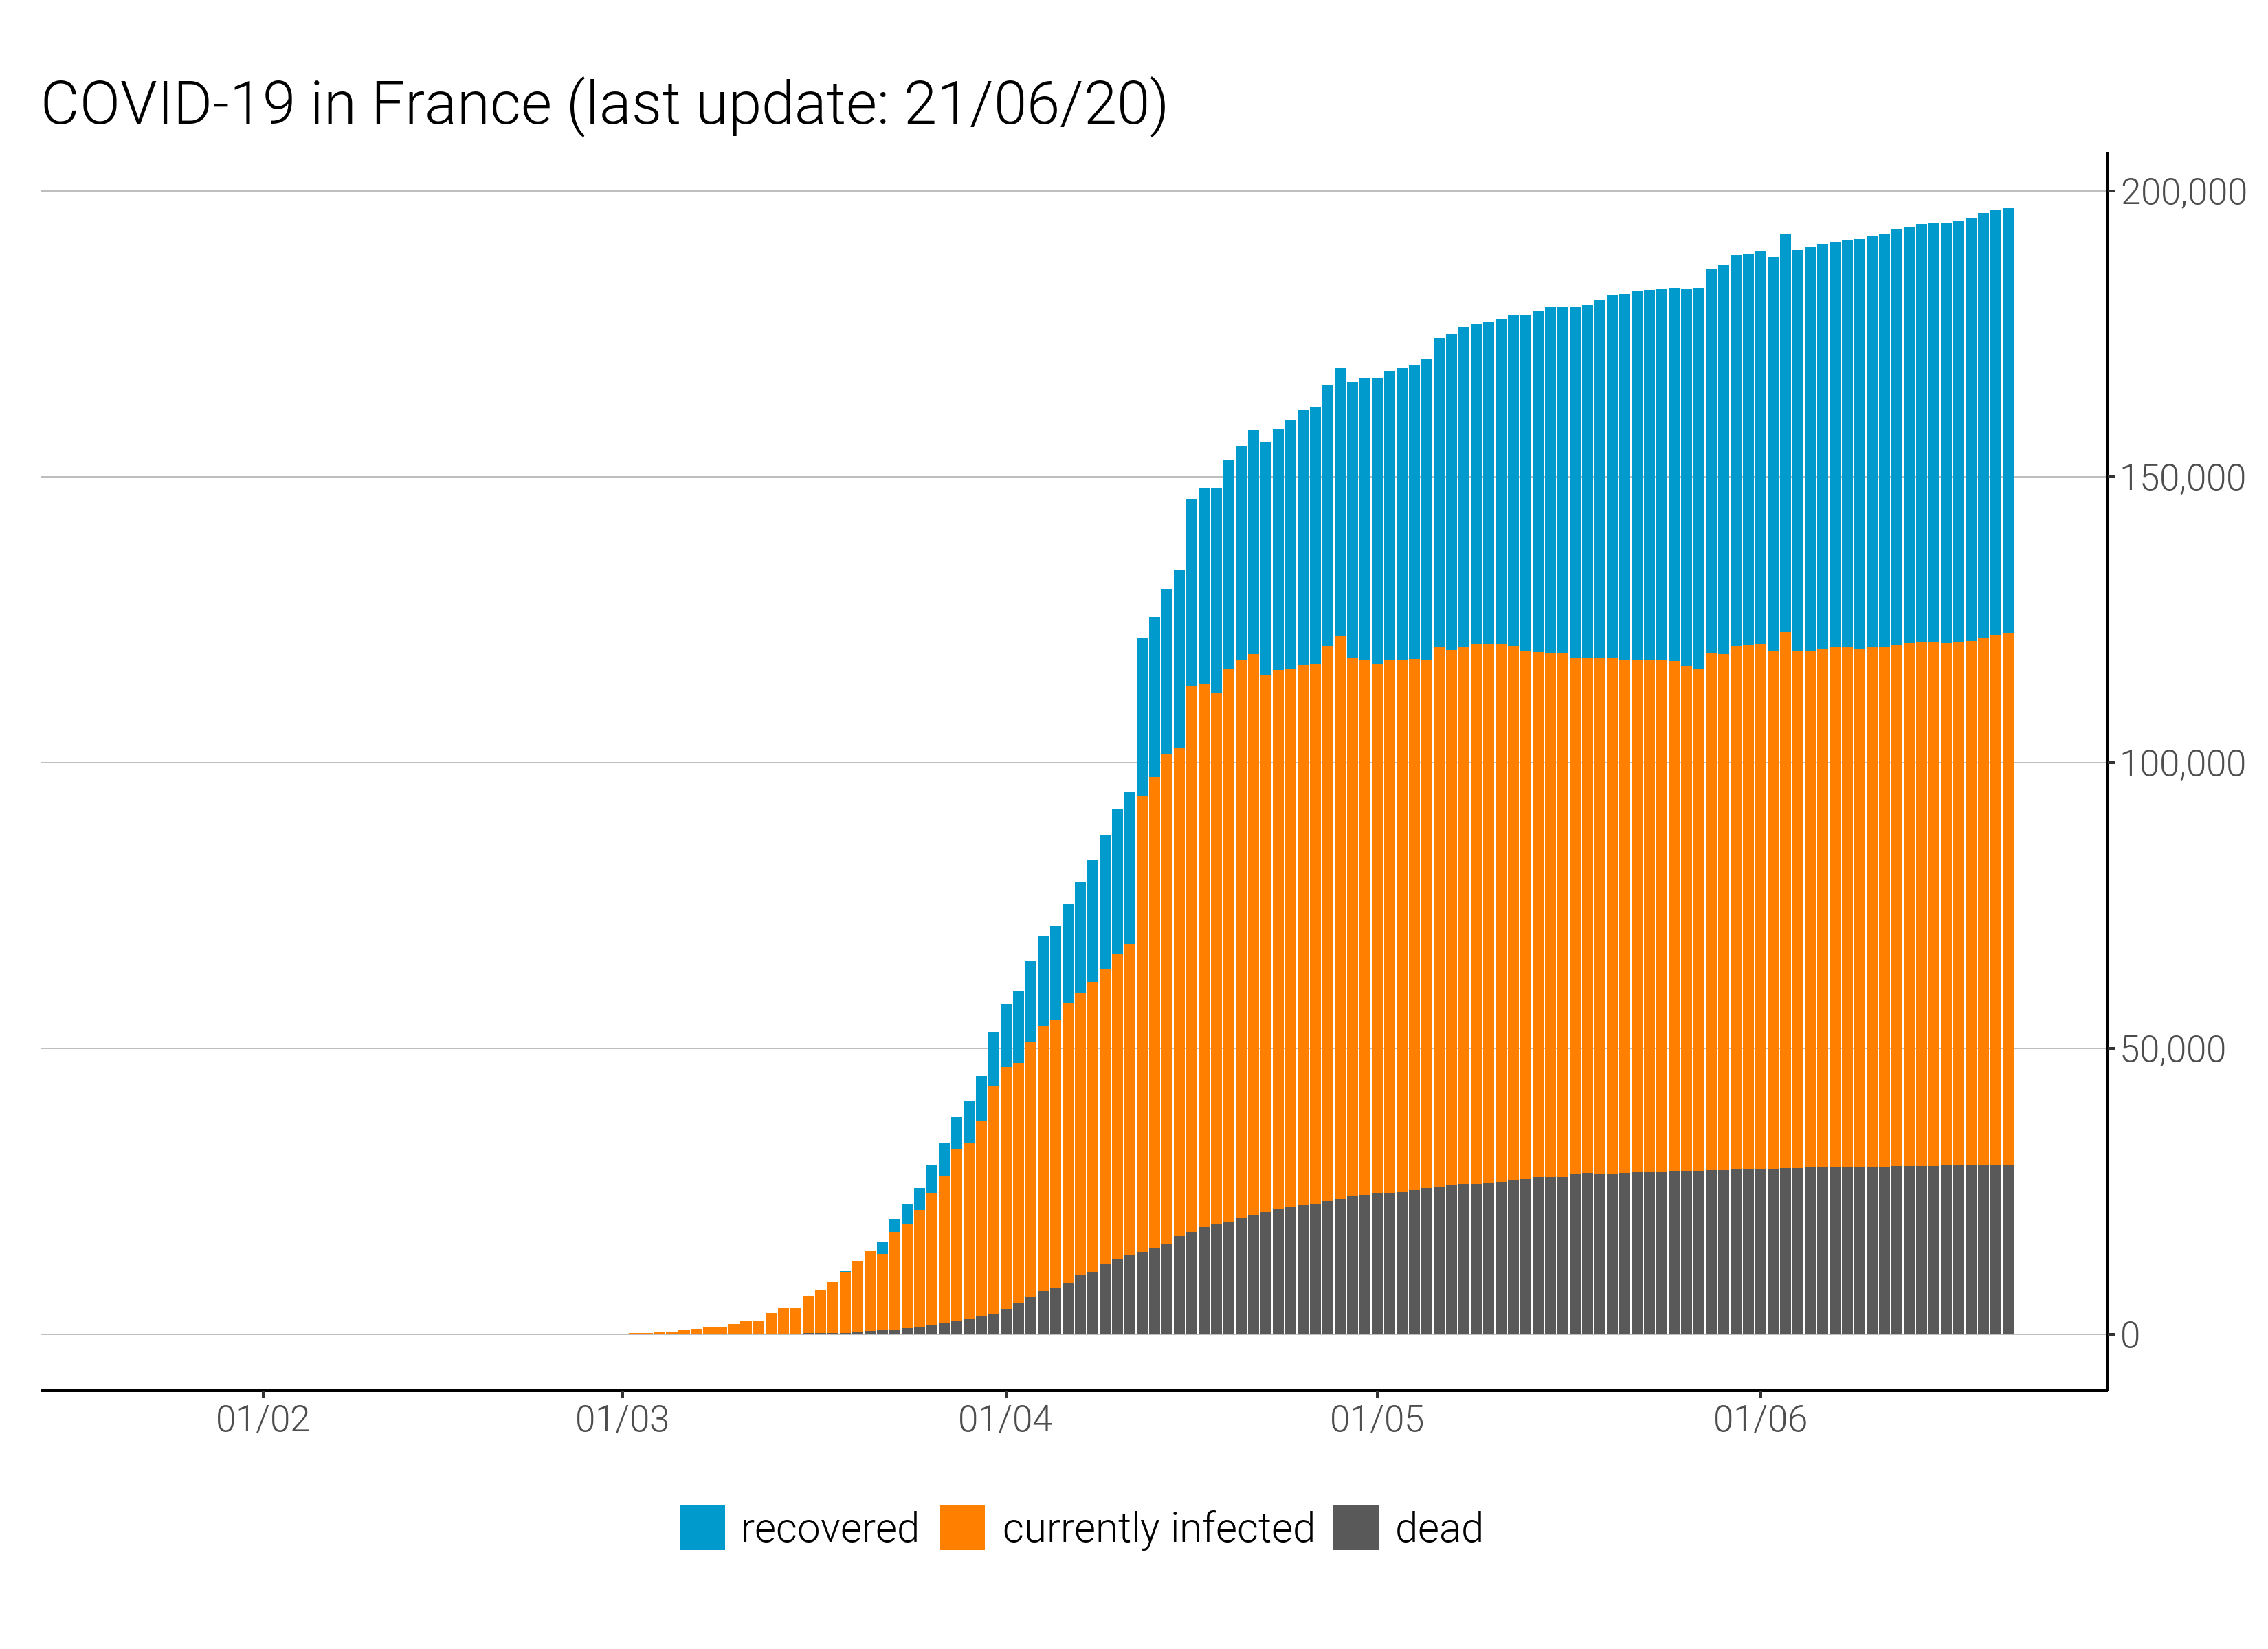 COVID-19 in France (last update: 21/06/20)
200,000
150,000
100,000
50,000
0
01/02 01/03 01/04 01/05 01/06
recovered currently infected dead